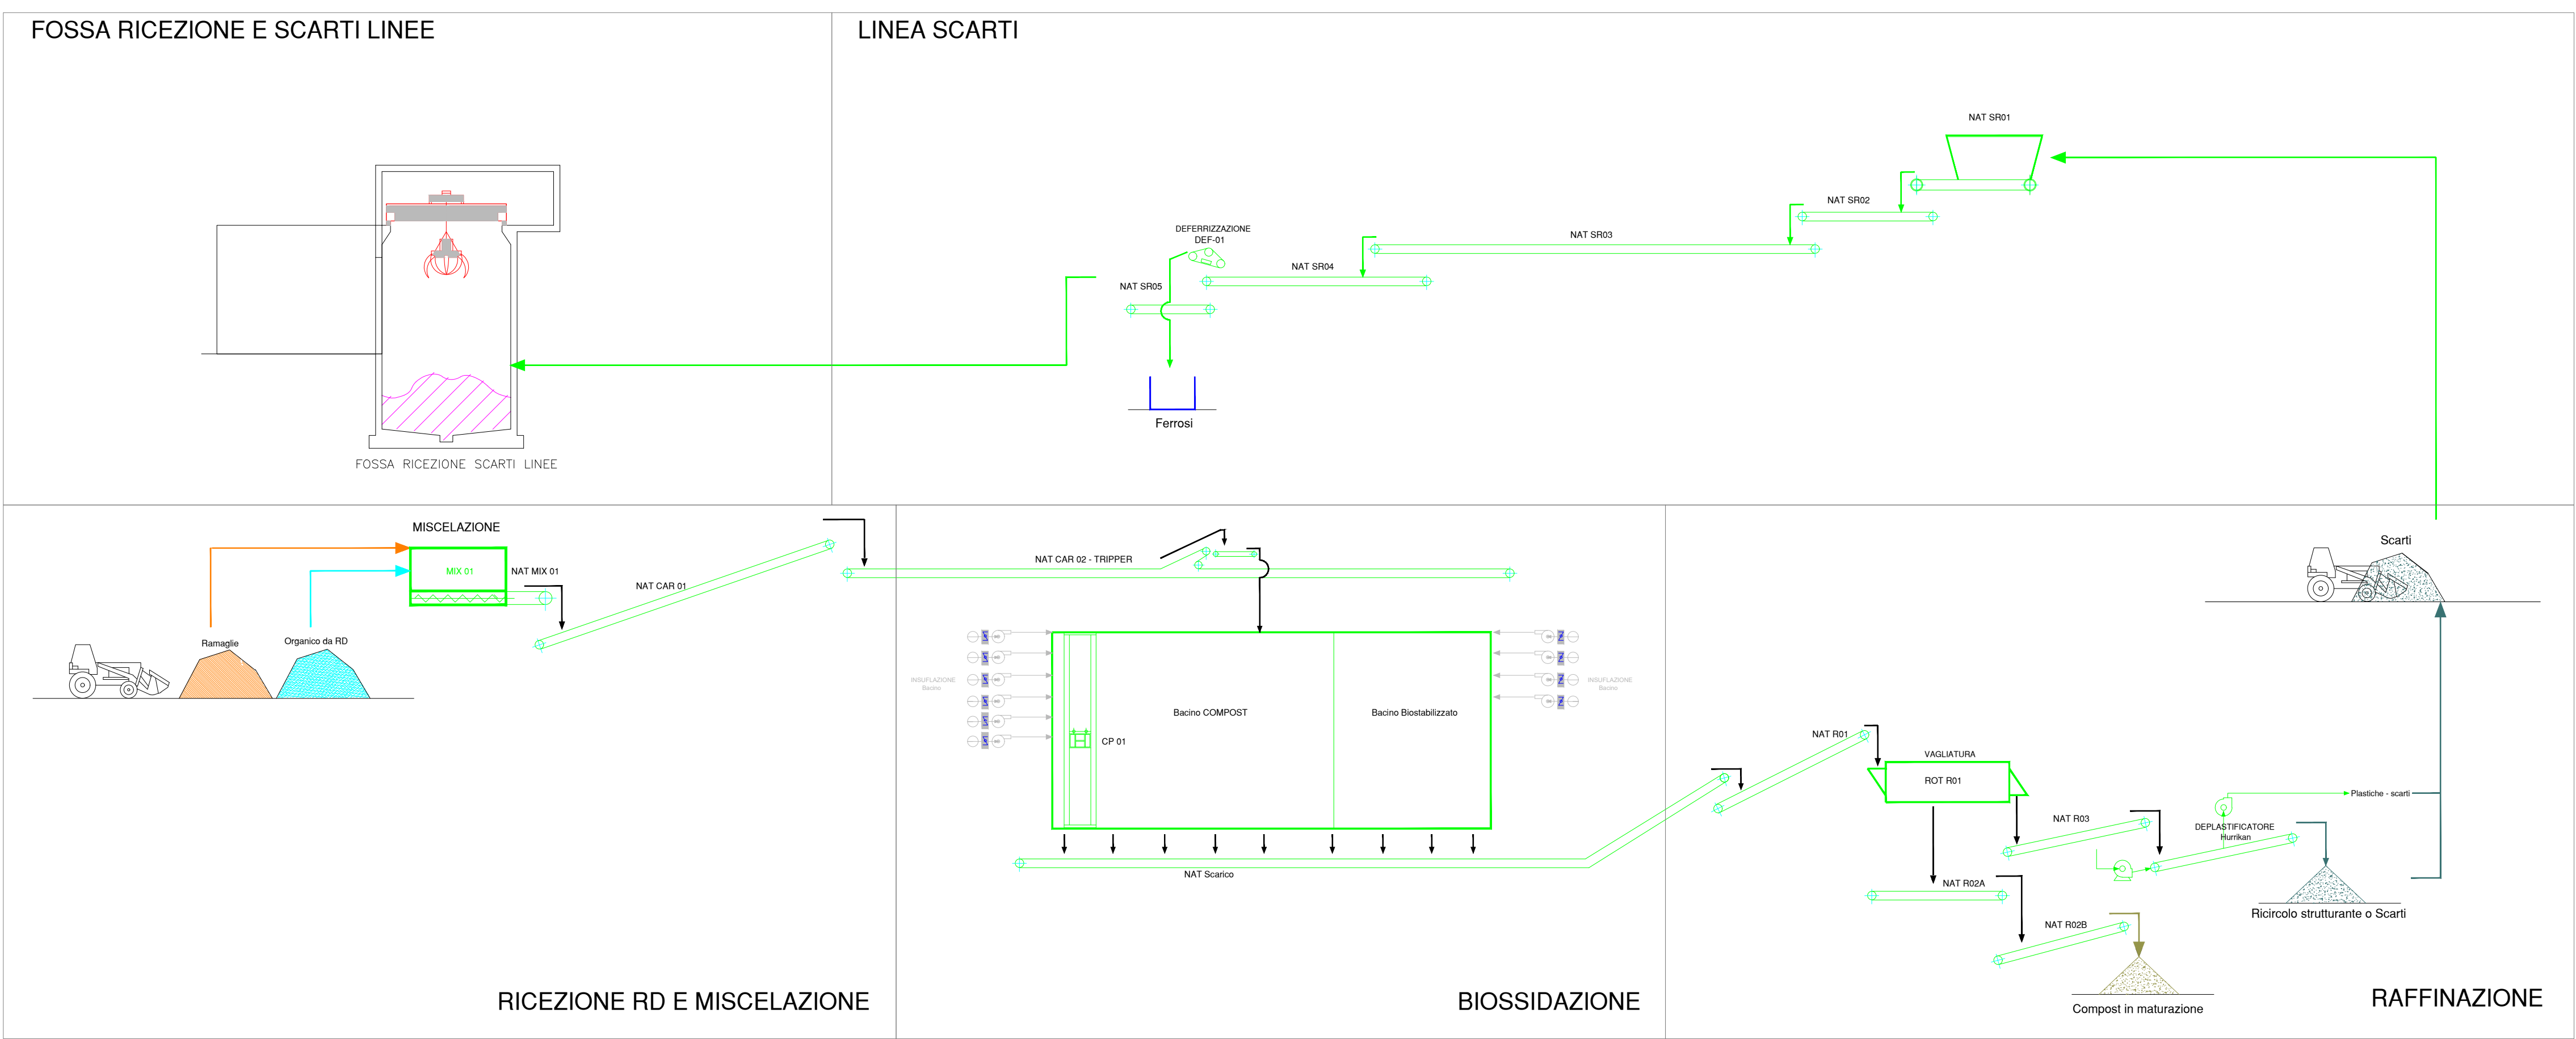 FOSSA RICEZIONE E SCARTI LINEE
LINEA SCARTI
NAT SR01
NAT SR02
NAT SR03
DEFERRIZZAZIONE
DEF-01
NAT SR04
NAT SR05
Ferrosi
FOSSA RICEZIONE SCARTI LINEE
MISCELAZIONE
MIX 01
NAT MIX 01
NAT CAR 01
Ramaglie
Organico da RD
RICEZIONE RD E MISCELAZIONE
NAT CAR 02 - TRIPPER
INSUFLAZIONE
Bacino
Bacino COMPOST
Bacino Biostabilizzato
CP 01
INSUFLAZIONE
Bacino
NAT Scarico
BIOSSIDAZIONE
Scarti
NAT R01
VAGLIATURA
ROT R01
Plastiche - scarti
NAT R03
DEPLASTIFICATORE
Hurrikan
NAT R02A
Ricircolo strutturante o Scarti
NAT R02B
Compost in maturazione
RAFFINAZIONE